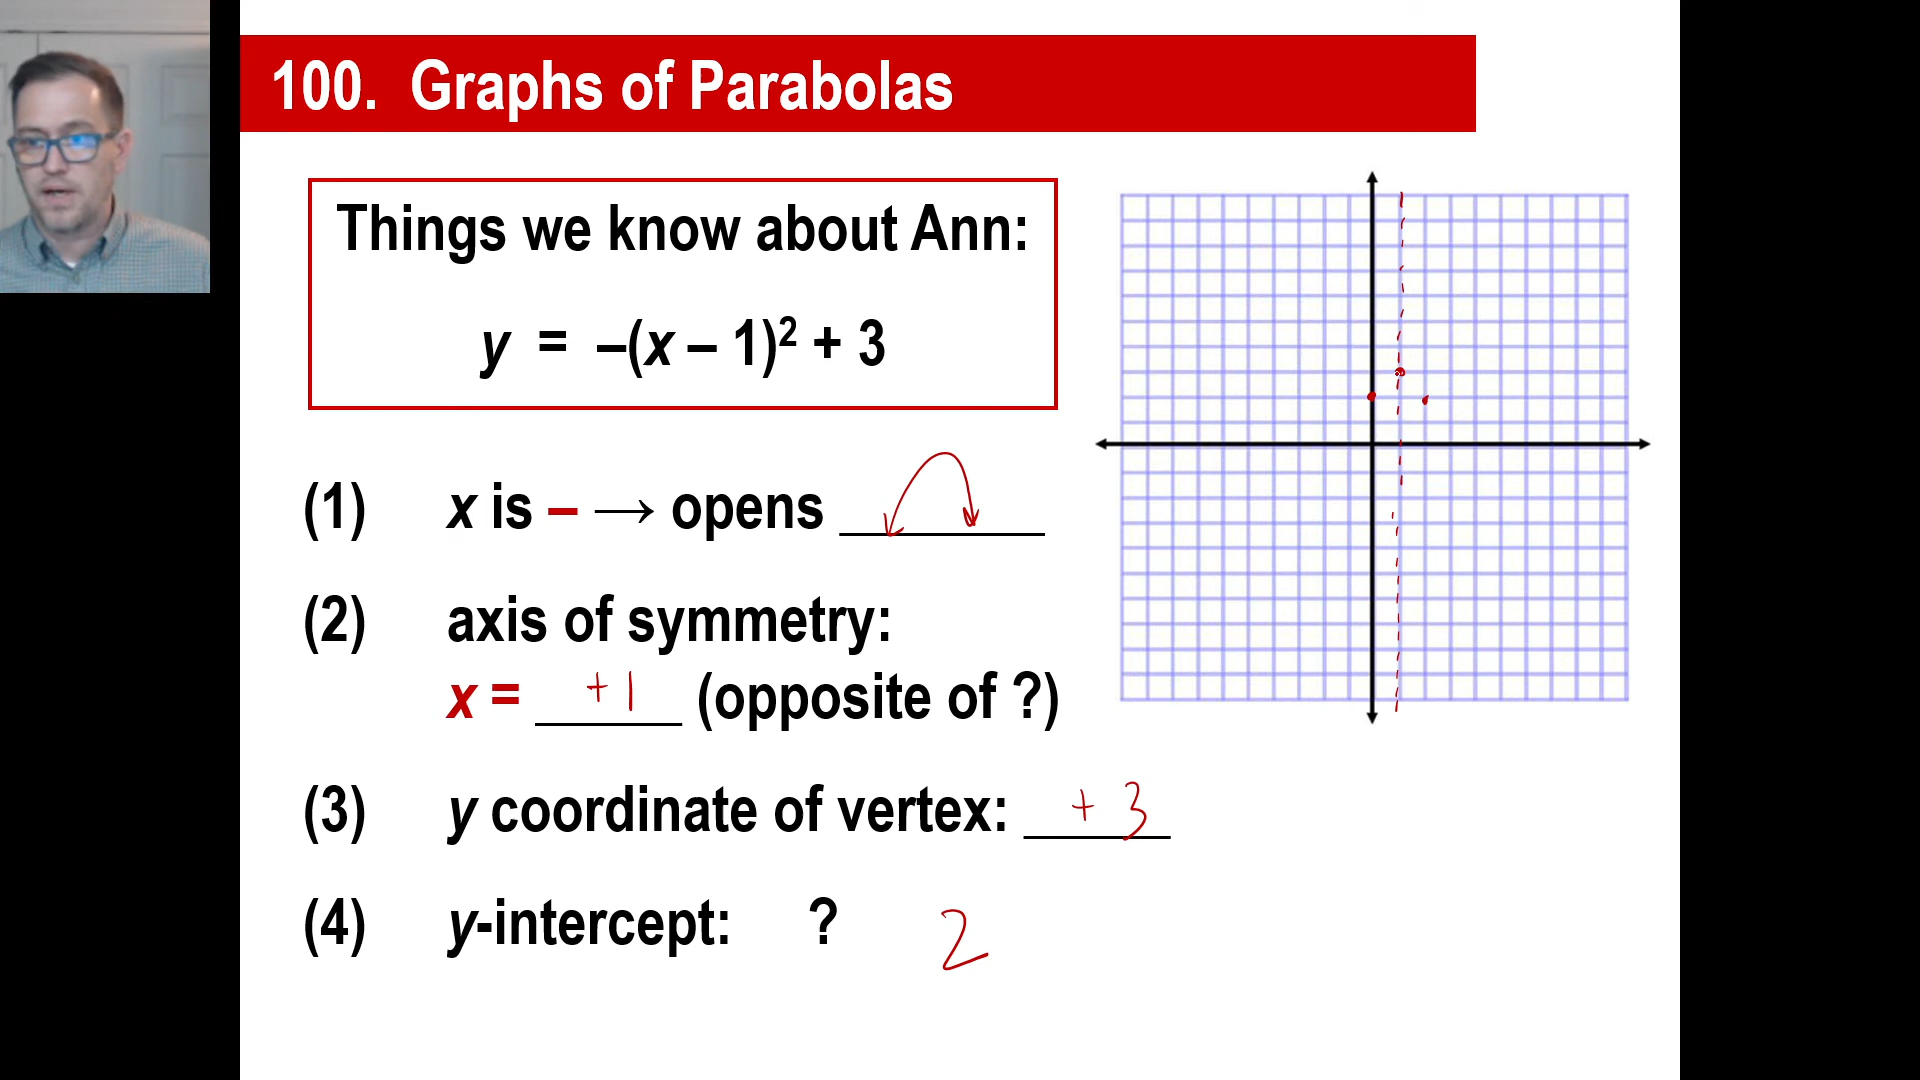 100. Graphs of Parabolas
Things we know about Ann:
y = –(x – 1)² + 3
(1) x is – → opens
(2) axis of symmetry:
x = +1 (opposite of ?)
(3) y coordinate of vertex: +3
(4) y-intercept: ? 2